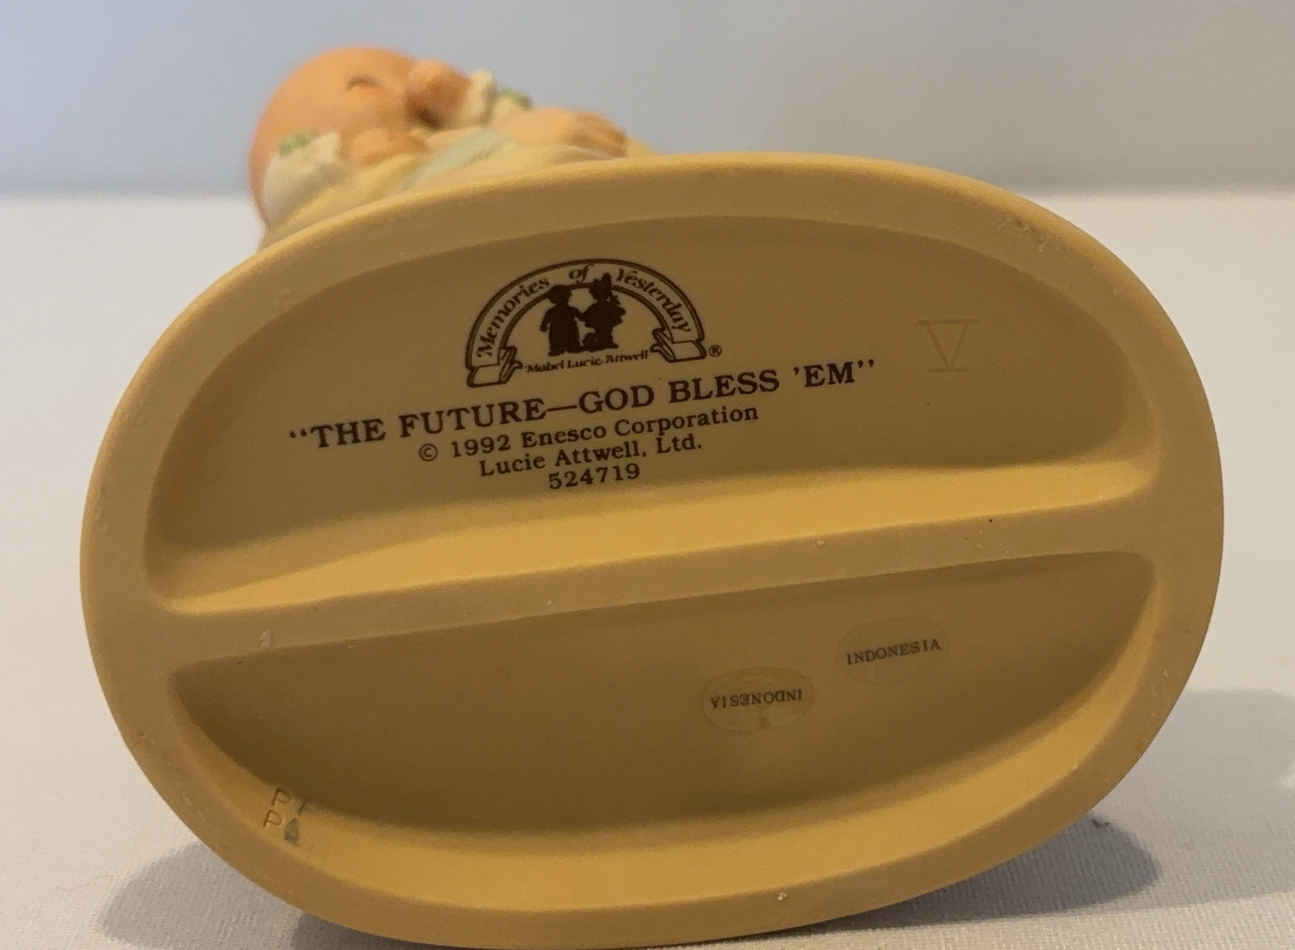 Memories of Yesterday
Mabel Lucie Attwell ®
“THE FUTURE—GOD BLESS ’EM”
© 1992 Enesco Corporation
Lucie Attwell, Ltd.
524719
V
INDONESIA
INDONESIA
P
P